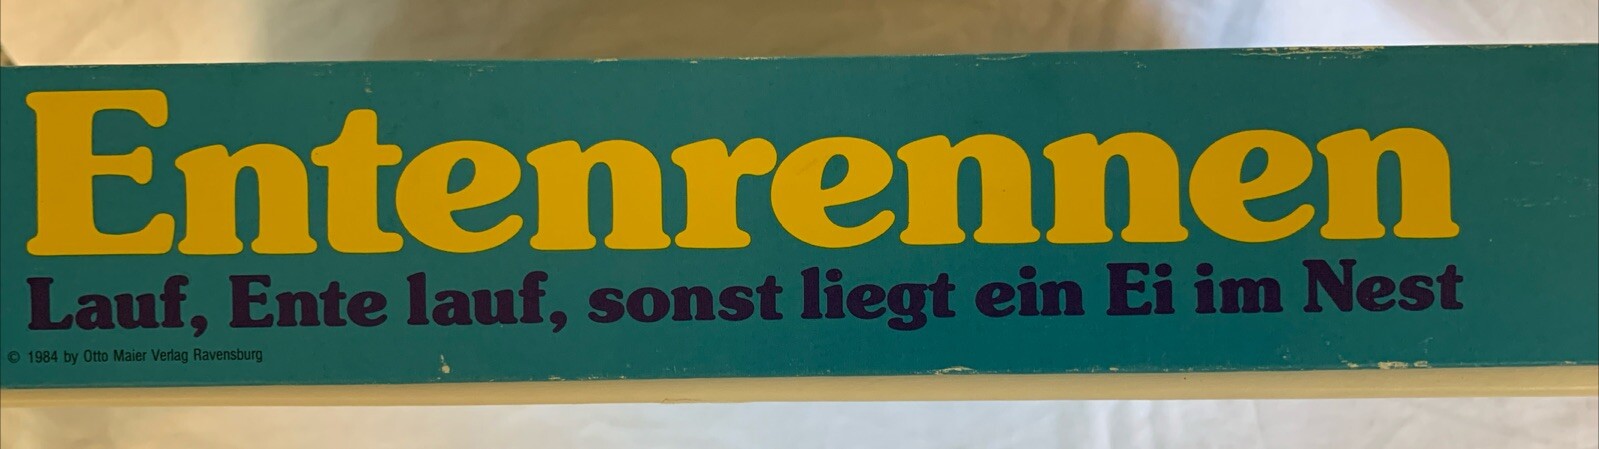 Entenrennen
Lauf, Ente lauf, sonst liegt ein Ei im Nest
© 1984 by Otto Maier Verlag Ravensburg